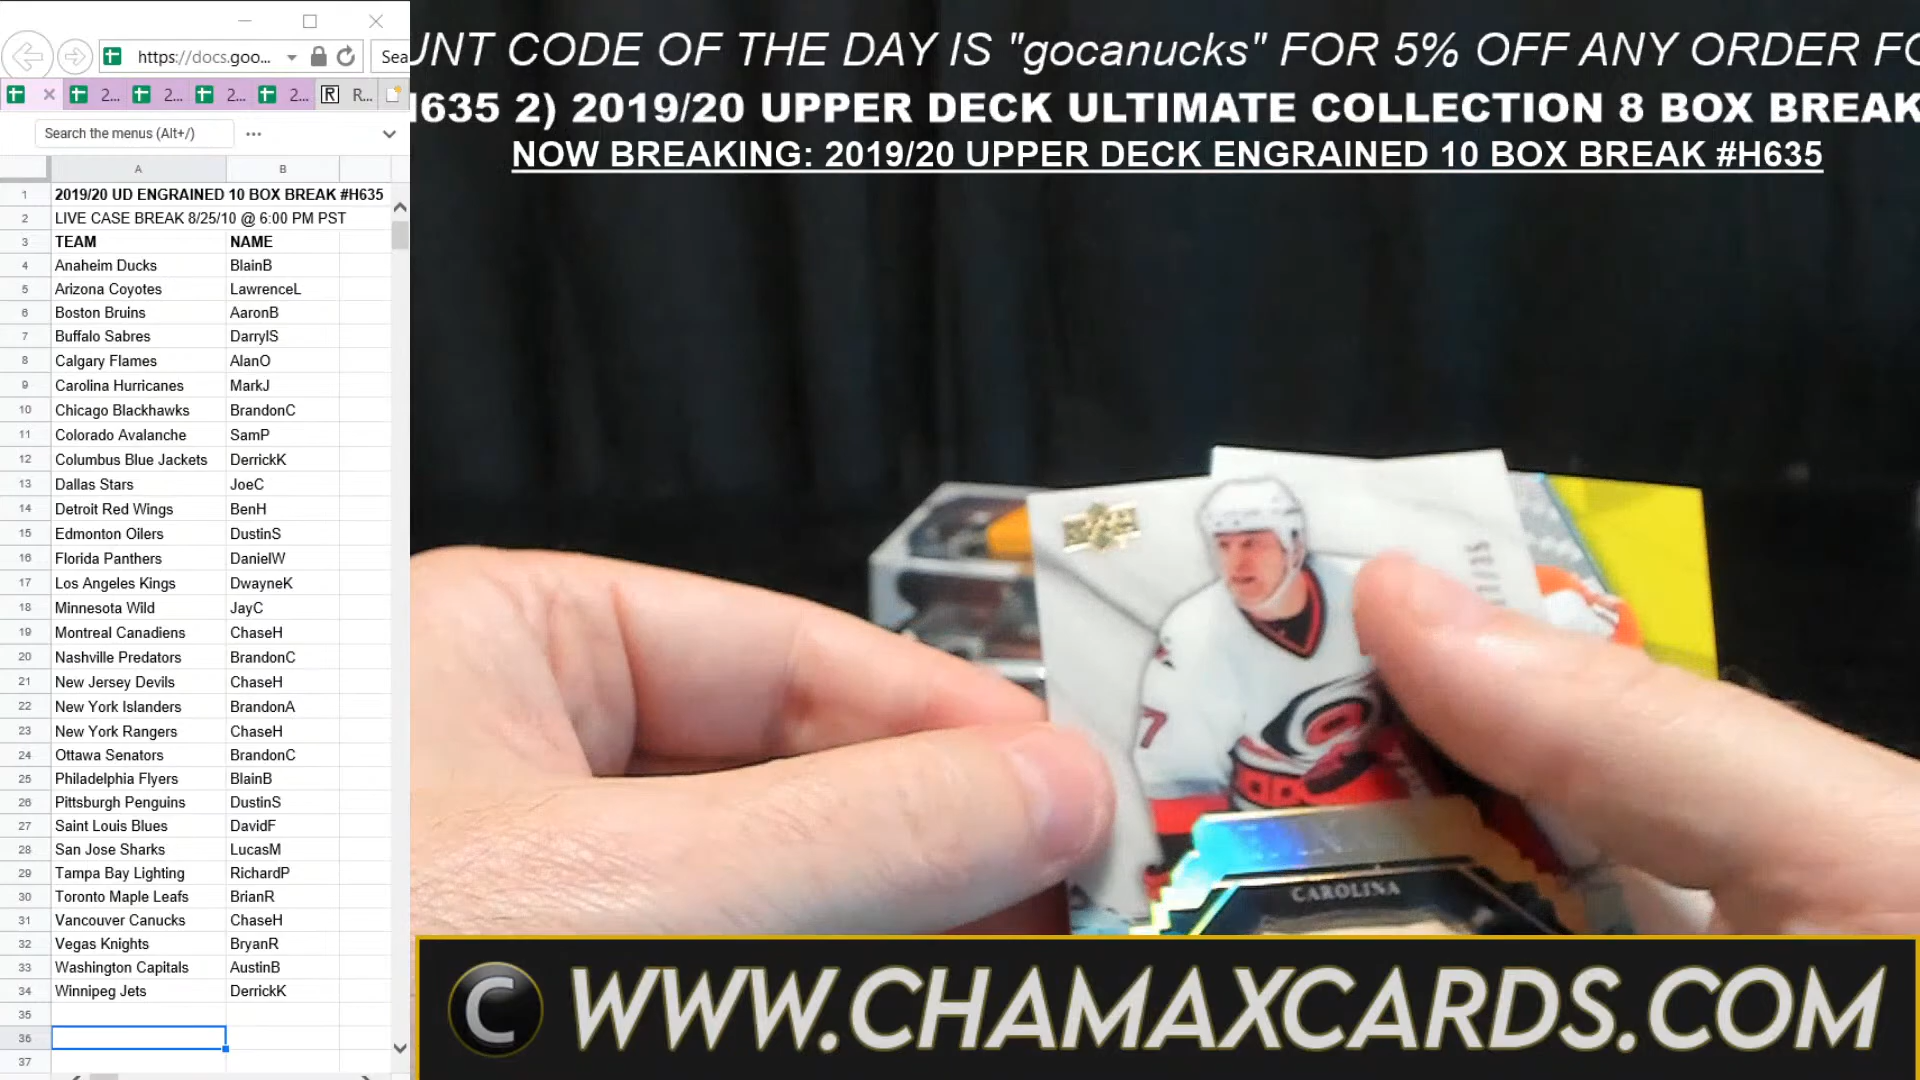 https://docs.goo...
Sea
2...
2...
2...
2...
R
R...
Search the menus (Alt+/)
A B
1 2019/20 UD ENGRAINED 10 BOX BREAK #H635
2 LIVE CASE BREAK 8/25/10 @ 6:00 PM PST
3 TEAM NAME
4 Anaheim Ducks BlainB
5 Arizona Coyotes LawrenceL
6 Boston Bruins AaronB
7 Buffalo Sabres DarrylS
8 Calgary Flames AlanO
9 Carolina Hurricanes MarkJ
10 Chicago Blackhawks BrandonC
11 Colorado Avalanche SamP
12 Columbus Blue Jackets DerrickK
13 Dallas Stars JoeC
14 Detroit Red Wings BenH
15 Edmonton Oilers DustinS
16 Florida Panthers DanielW
17 Los Angeles Kings DwayneK
18 Minnesota Wild JayC
19 Montreal Canadiens ChaseH
20 Nashville Predators BrandonC
21 New Jersey Devils ChaseH
22 New York Islanders BrandonA
23 New York Rangers ChaseH
24 Ottawa Senators BrandonC
25 Philadelphia Flyers BlainB
26 Pittsburgh Penguins DustinS
27 Saint Louis Blues DavidF
28 San Jose Sharks LucasM
29 Tampa Bay Lighting RichardP
30 Toronto Maple Leafs BrianR
31 Vancouver Canucks ChaseH
32 Vegas Knights BryanR
33 Washington Capitals AustinB
34 Winnipeg Jets DerrickK
35
36
37
UNT CODE OF THE DAY IS "gocanucks" FOR 5% OFF ANY ORDER FO
H635 2) 2019/20 UPPER DECK ULTIMATE COLLECTION 8 BOX BREAK
NOW BREAKING: 2019/20 UPPER DECK ENGRAINED 10 BOX BREAK #H635
7
CAROLINA
C WWW.CHAMAXCARDS.COM